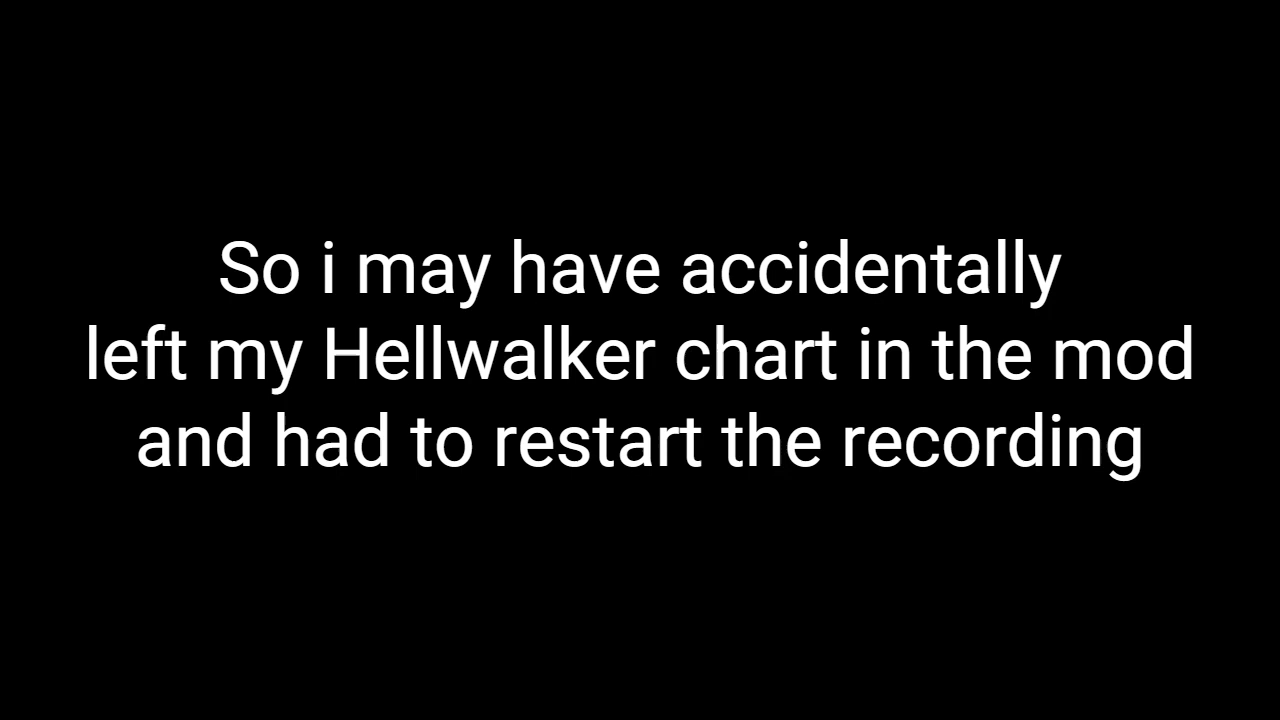 So i may have accidentally
left my Hellwalker chart in the mod
and had to restart the recording